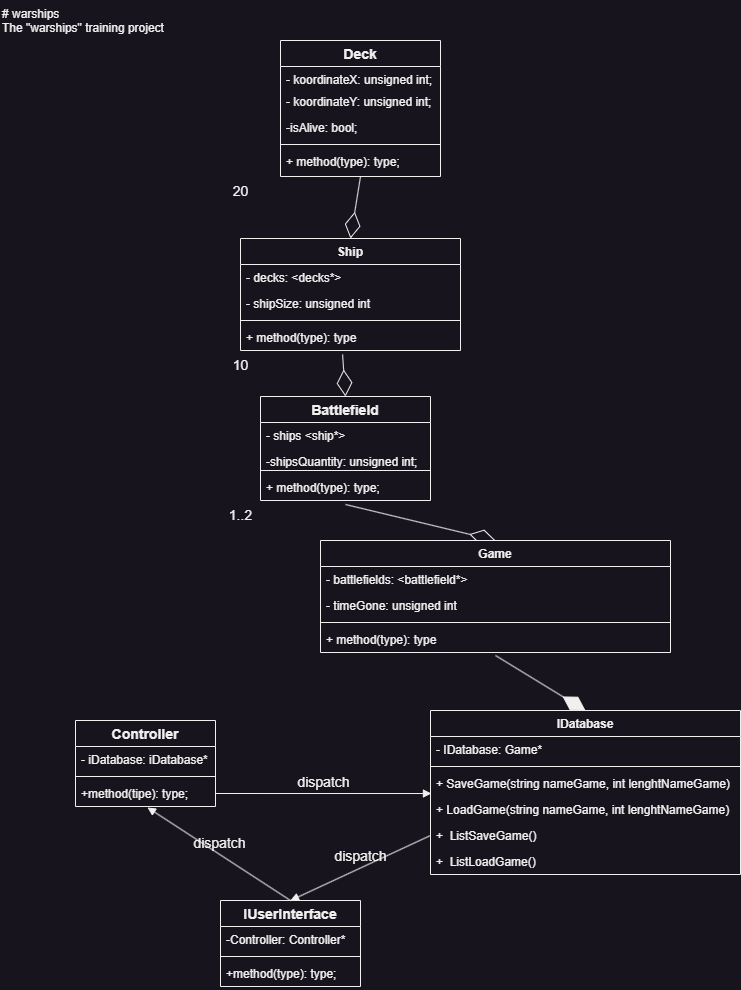 # warships
The "warships" training project
Deck
- koordinateX: unsigned int;
- koordinateY: unsigned int;
-isAlive: bool;
+ method(type): type;
20
Ship
- decks: <decks*>
- shipSize: unsigned int
+ method(type): type
10
Battlefield
- ships <ship*>
-shipsQuantity: unsigned int;
+ method(type): type;
1..2
Game
- battlefields: <battlefield*>
- timeGone: unsigned int
+ method(type): type
IDatabase
- IDatabase: Game*
+ SaveGame(string nameGame, int lenghtNameGame)
+ LoadGame(string nameGame, int lenghtNameGame)
+ ListSaveGame()
+ ListLoadGame()
Controller
- iDatabase: iDatabase*
+method(tipe): type;
dispatch
dispatch
dispatch
IUserInterface
-Controller: Controller*
+method(type): type;